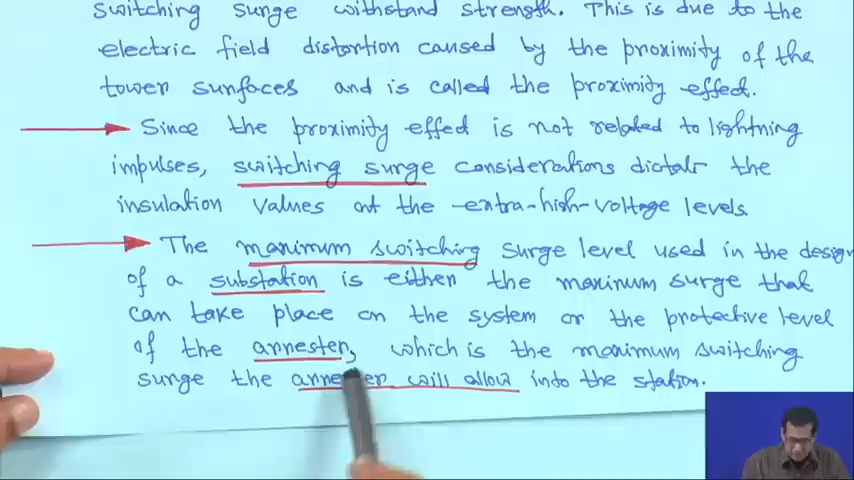 switching surge withstand strength. This is due to the
electric field distortion caused by the proximity of the
tower surfaces and is called the proximity effect.
Since the proximity effect is not related to lightning
impulses, switching surge considerations dictate the
insulation values at the extra-high-voltage levels.
The maximum switching surge level used in the design
of a substation is either the maximum surge that
can take place on the system or the protective level
of the arrester, which is the maximum switching
surge the arrester will allow into the station.